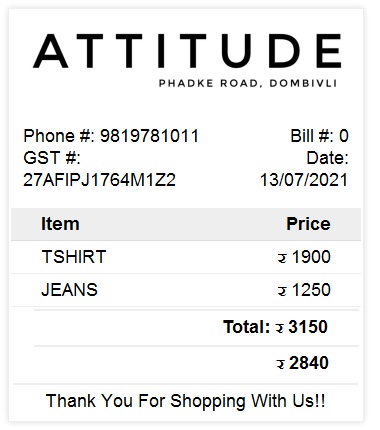 ATTITUDE
PHADKE ROAD, DOMBIVLI
Phone #: 9819781011 Bill #: 0
GST #: Date:
27AFIPJ1764M1Z2 13/07/2021
Item Price
TSHIRT ₹ 1900
JEANS ₹ 1250
Total: ₹ 3150
₹ 2840
Thank You For Shopping With Us!!